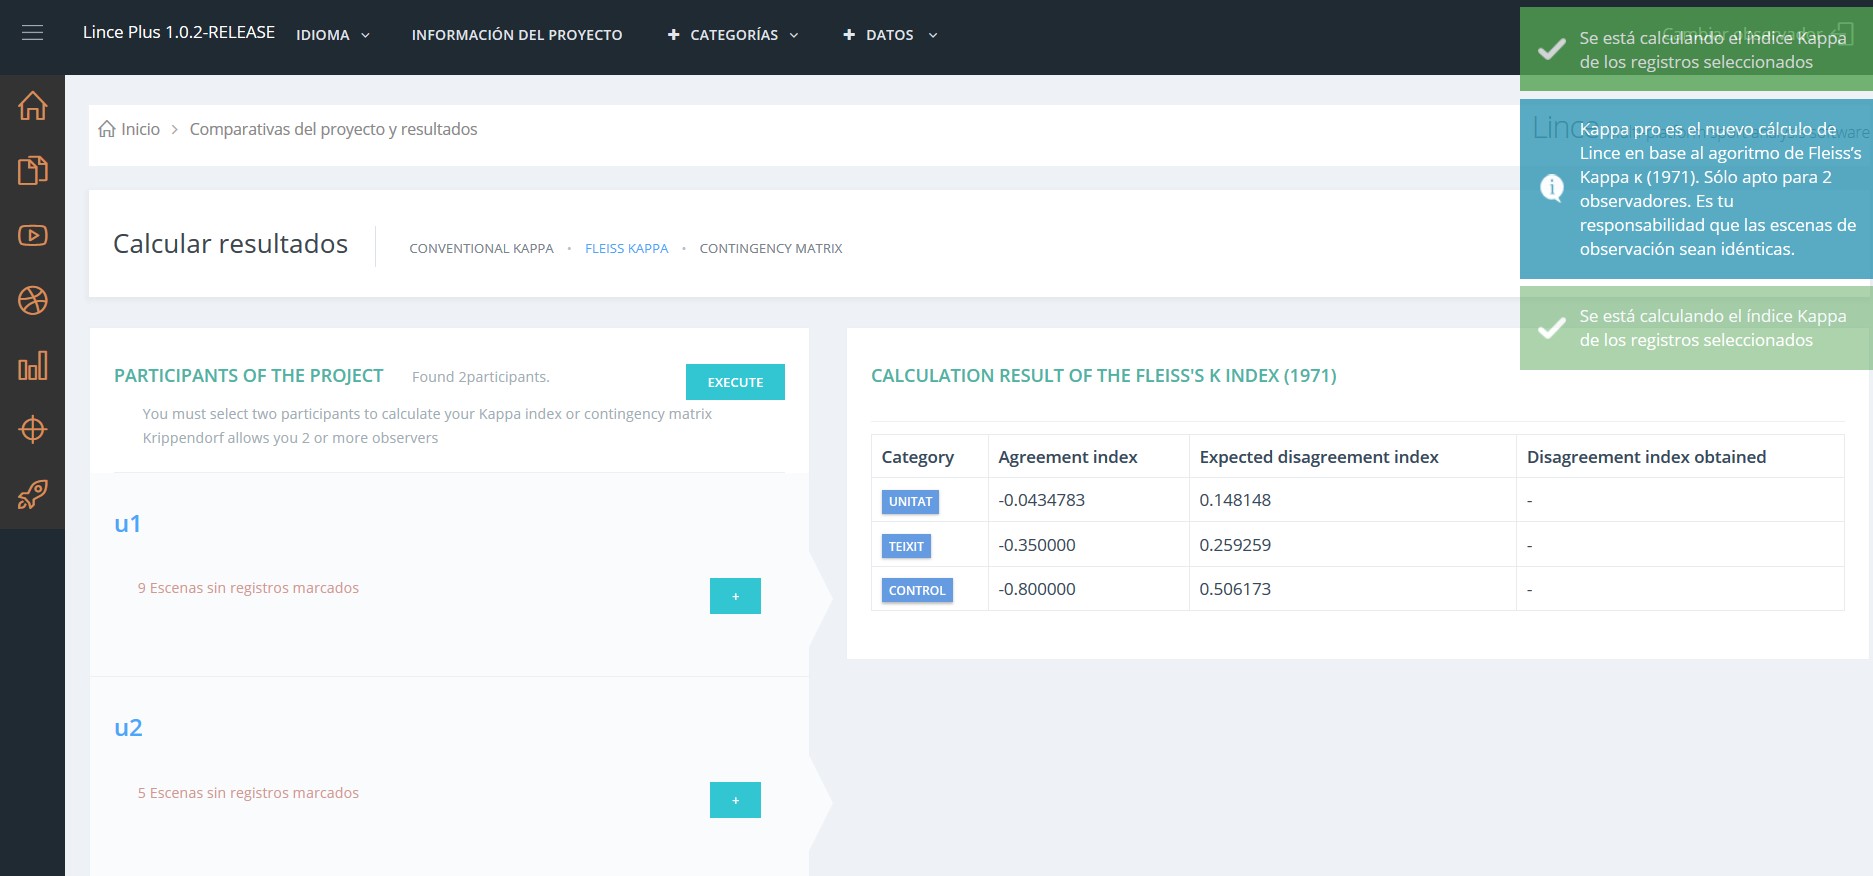 Lince Plus 1.0.2-RELEASE
IDIOMA
INFORMACIÓN DEL PROYECTO
CATEGORÍAS
DATOS
Cambiar observador
Se está calculando el índice Kappa
de los registros seleccionados
Inicio
Comparativas del proyecto y resultados
Lince
Kappa pro es el nuevo cálculo de
Lince en base al agoritmo de Fleiss's
Kappa κ (1971). Sólo apto para 2
observadores. Es tu
responsabilidad que las escenas de
observación sean idénticas.
Calcular resultados
CONVENTIONAL KAPPA
FLEISS KAPPA
CONTINGENCY MATRIX
Se está calculando el índice Kappa
de los registros seleccionados
PARTICIPANTS OF THE PROJECT
Found 2participants.
EXECUTE
You must select two participants to calculate your Kappa index or contingency matrix
Krippendorf allows you 2 or more observers
u1
9 Escenas sin registros marcados
+
u2
5 Escenas sin registros marcados
+
CALCULATION RESULT OF THE FLEISS'S K INDEX (1971)
Category Agreement index Expected disagreement index Disagreement index obtained
UNITAT -0.0434783 0.148148 -
TEIXIT -0.350000 0.259259 -
CONTROL -0.800000 0.506173 -